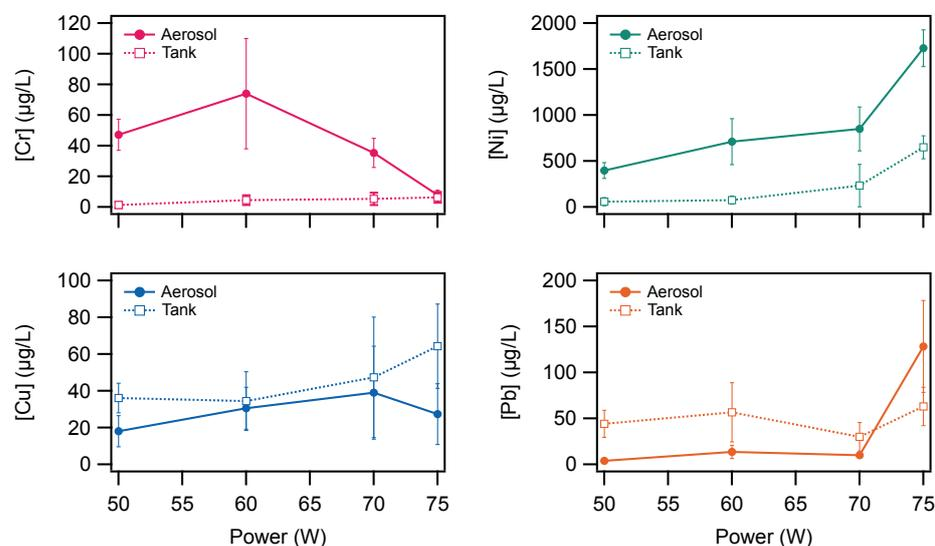 120
100
80
60
40
20
0
[Cr] (µg/L)
Aerosol
Tank
2000
1500
1000
500
0
[Ni] (µg/L)
Aerosol
Tank
100
80
60
40
20
0
[Cu] (µg/L)
Aerosol
Tank
50 55 60 65 70 75
Power (W)
200
150
100
50
0
[Pb] (µg/L)
Aerosol
Tank
50 55 60 65 70 75
Power (W)